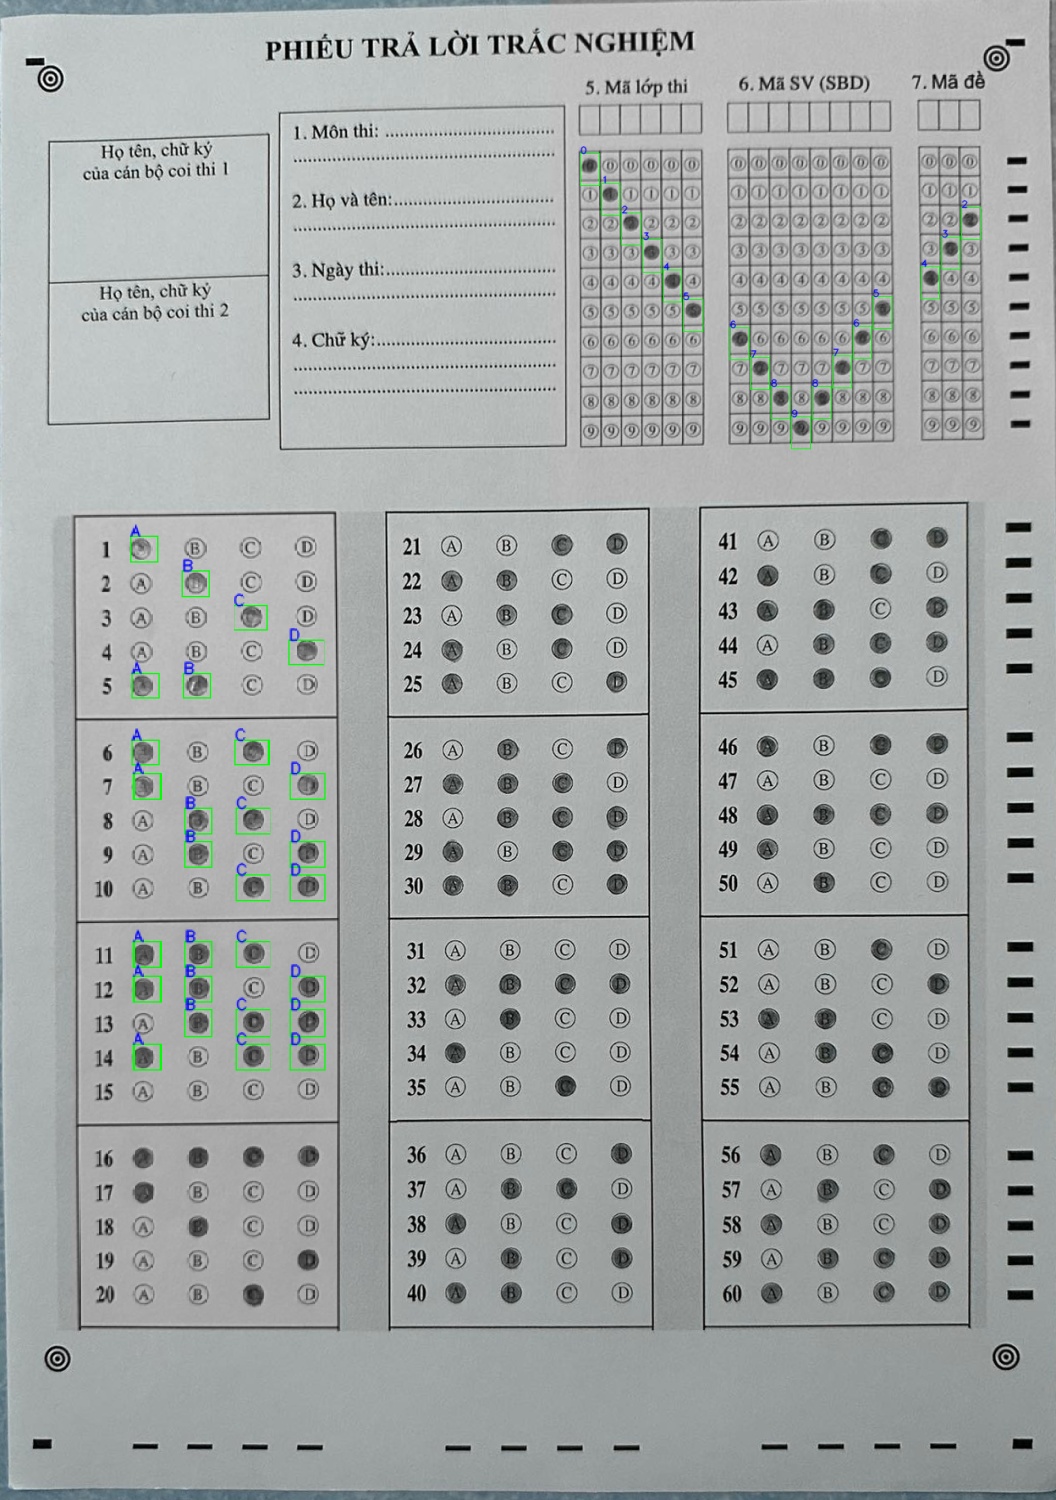 PHIẾU TRẢ LỜI TRẮC NGHIỆM
5. Mã lớp thi
6. Mã SV (SBD)
7. Mã đề
Họ tên, chữ ký
của cán bộ coi thi 1
Họ tên, chữ ký
của cán bộ coi thi 2
1. Môn thi: ..................................
2. Họ và tên:................................
3. Ngày thi:.................................
4. Chữ ký:...................................
1 A B C D
2 A B C D
3 A B C D
4 A B C D
5 A B C D
6 A B C D
7 A B C D
8 A B C D
9 A B C D
10 A B C D
11 A B C D
12 A B C D
13 A B C D
14 A B C D
15 A B C D
16 A B C D
17 A B C D
18 A B C D
19 A B C D
20 A B C D
21 A B C D
22 A B C D
23 A B C D
24 A B C D
25 A B C D
26 A B C D
27 A B C D
28 A B C D
29 A B C D
30 A B C D
31 A B C D
32 A B C D
33 A B C D
34 A B C D
35 A B C D
36 A B C D
37 A B C D
38 A B C D
39 A B C D
40 A B C D
41 A B C D
42 A B C D
43 A B C D
44 A B C D
45 A B C D
46 A B C D
47 A B C D
48 A B C D
49 A B C D
50 A B C D
51 A B C D
52 A B C D
53 A B C D
54 A B C D
55 A B C D
56 A B C D
57 A B C D
58 A B C D
59 A B C D
60 A B C D